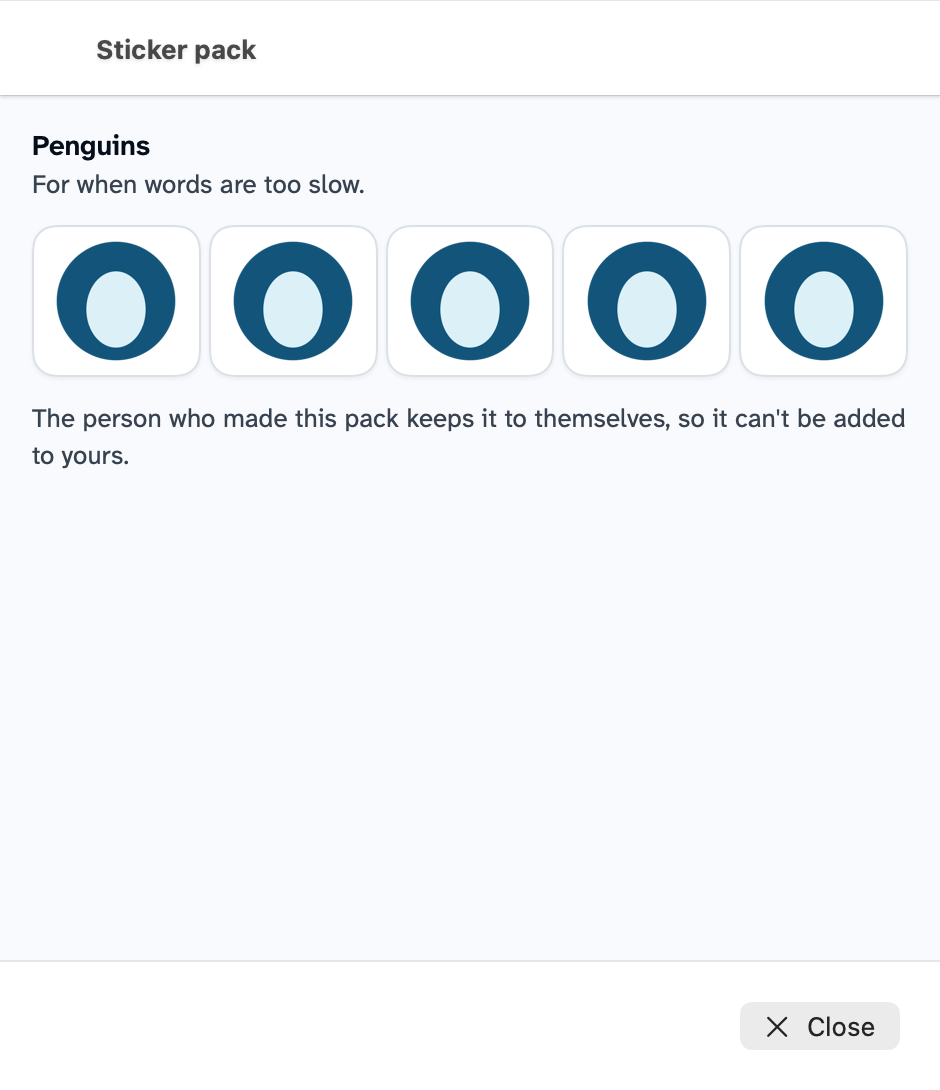 Sticker pack
Penguins
For when words are too slow.
The person who made this pack keeps it to themselves, so it can't be added
to yours.
Close